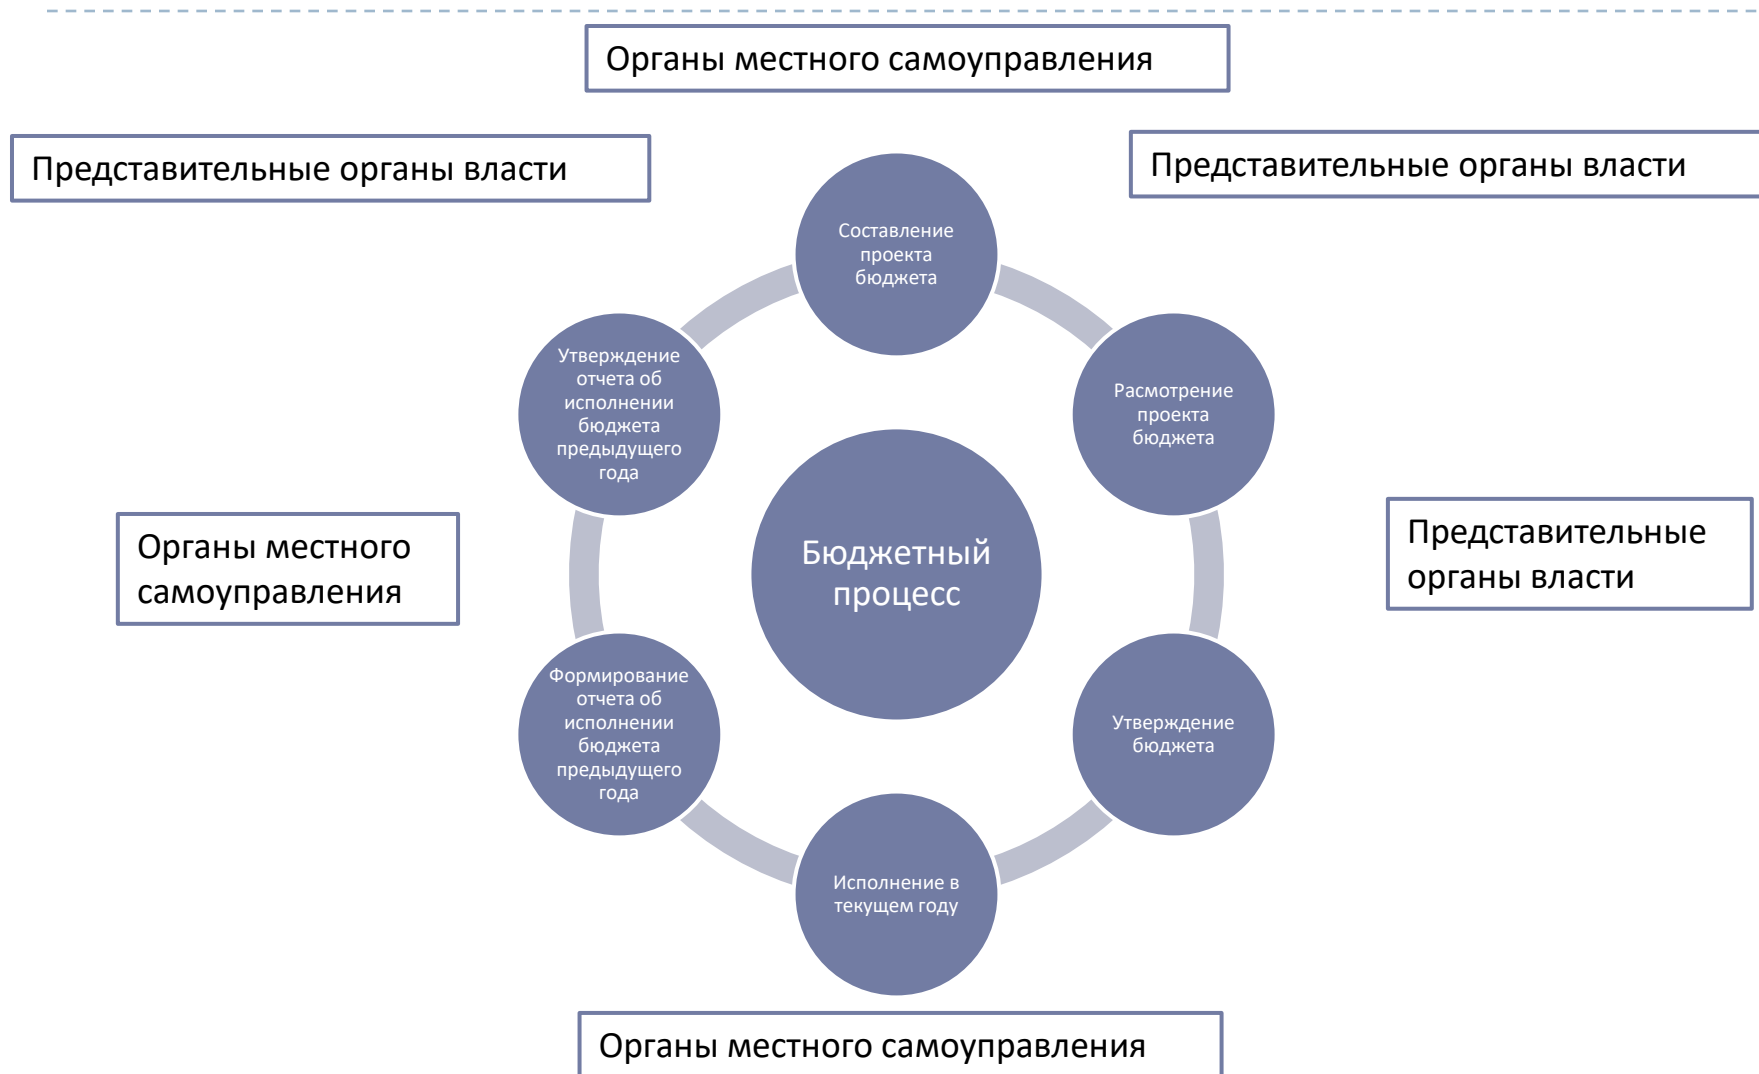 Органы местного самоуправления
Представительные органы власти
Представительные органы власти
Составление
проекта
бюджета
Утверждение
отчета об
исполнении
бюджета
предыдущего
года
Расмотрение
проекта
бюджета
Органы местного
самоуправления
Бюджетный
процесс
Представительные
органы власти
Формирование
отчета об
исполнении
бюджета
предыдущего
года
Утверждение
бюджета
Исполнение в
текущем году
Органы местного самоуправления